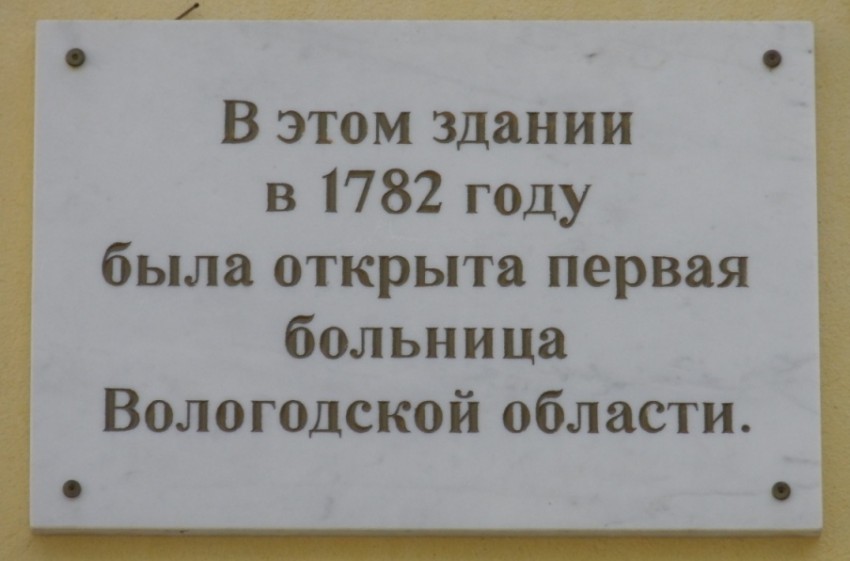 В этом здании
в 1782 году
была открыта первая
больница
Вологодской области.